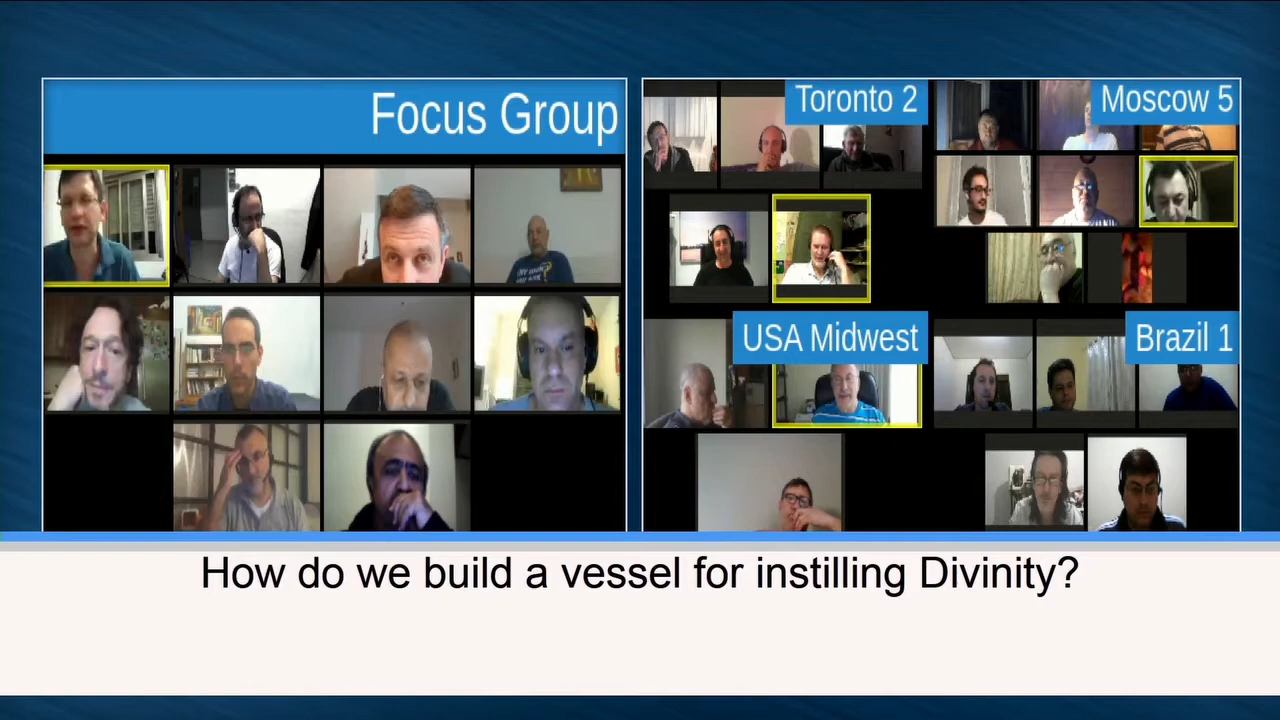 Focus Group
Toronto 2
Moscow 5
USA Midwest
Brazil 1
How do we build a vessel for instilling Divinity?